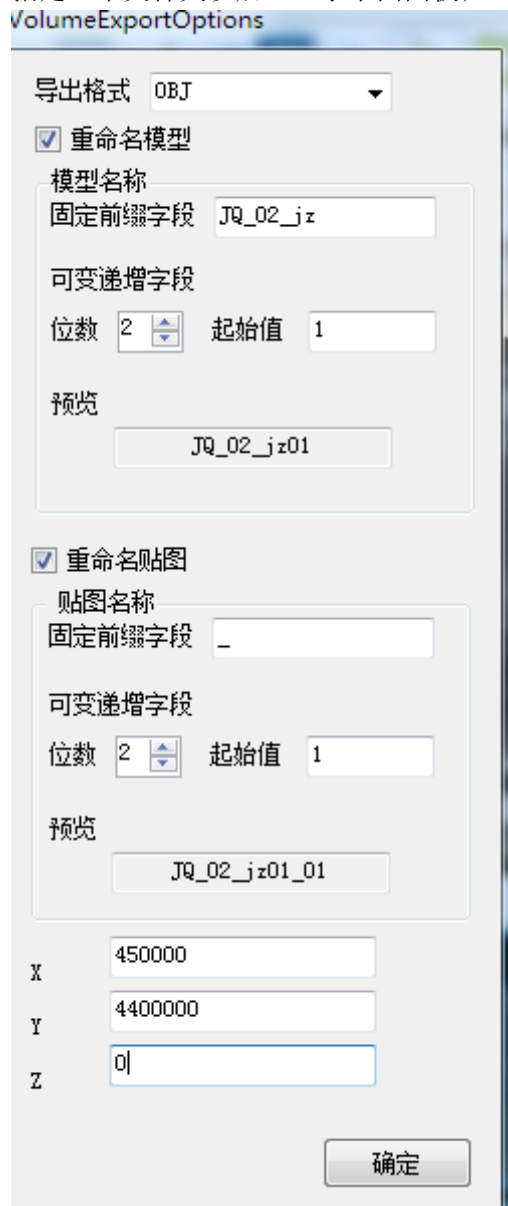 VolumeExportOptions
导出格式 OBJ
重命名模型
模型名称
固定前缀字段 JQ_02_jz
可变递增字段
位数 2 起始值 1
预览
JQ_02_jz01
重命名贴图
贴图名称
固定前缀字段 _
可变递增字段
位数 2 起始值 1
预览
JQ_02_jz01_01
X 450000
Y 4400000
Z 0
确定